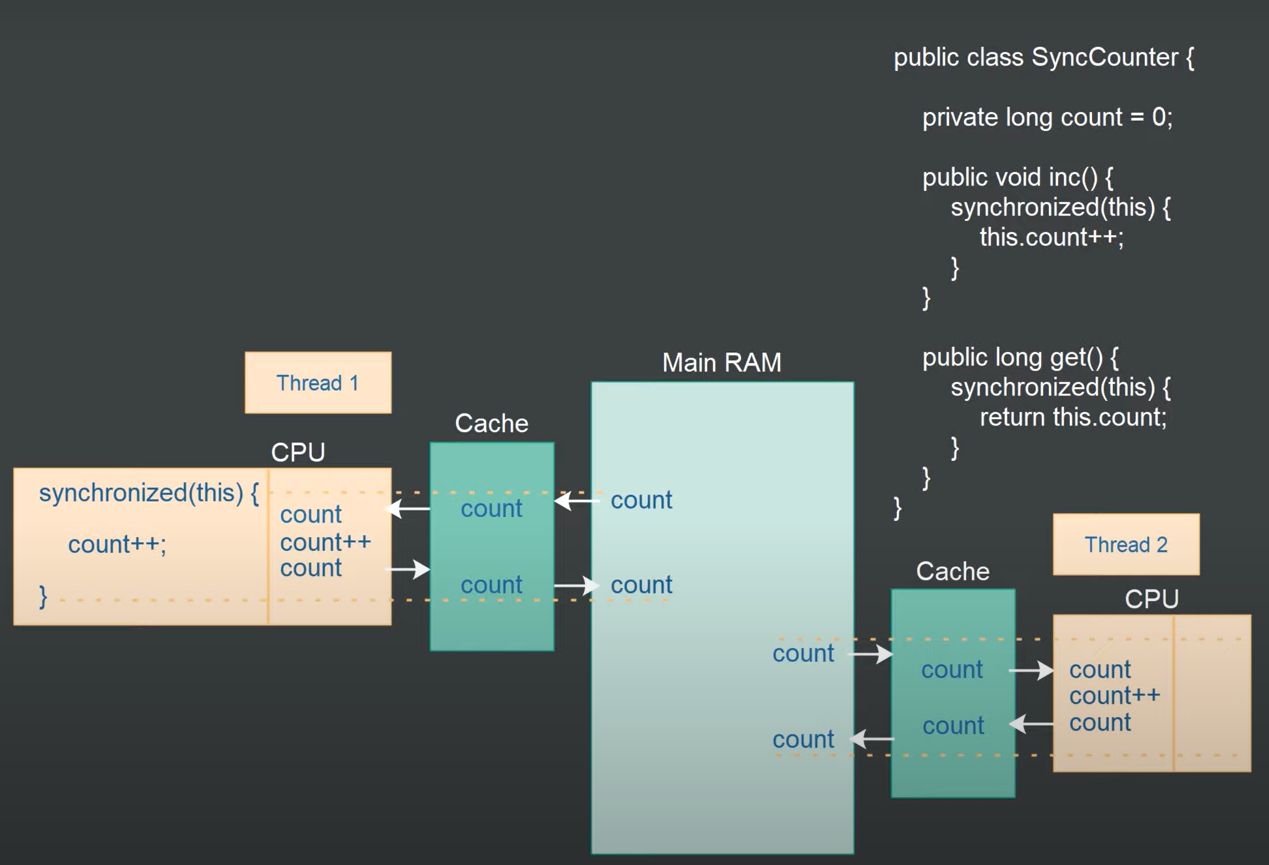 public class SyncCounter {
private long count = 0;
public void inc() {
synchronized(this) {
this.count++;
}
}
public long get() {
synchronized(this) {
return this.count;
}
}
}
Main RAM
Thread 1
Cache
CPU
synchronized(this) {
count++;
}
count
count++
count
count
count
count
count
Thread 2
Cache
CPU
count
count
count
count
count
count++
count